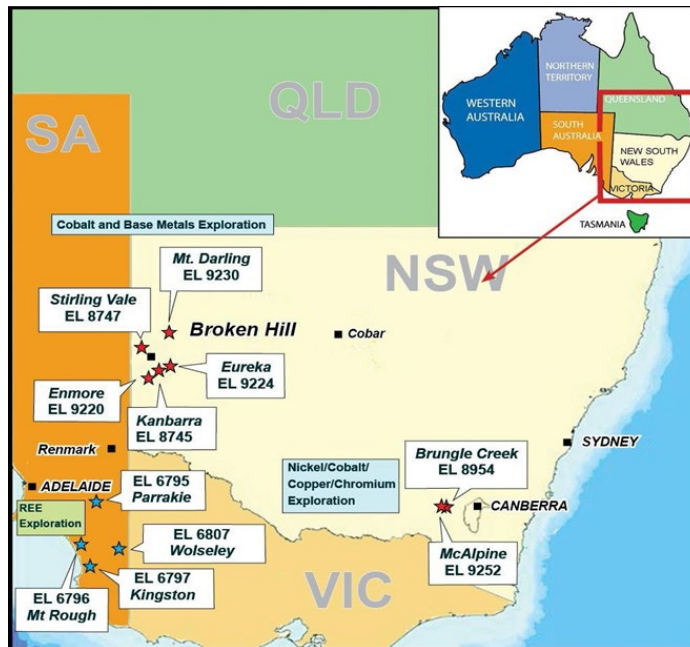 NORTHERN
TERRITORY
QUEENSLAND
WESTERN
AUSTRALIA
SOUTH
AUSTRALIA
NEW SOUTH
WALES
VICTORIA
TASMANIA
QLD
SA
Cobalt and Base Metals Exploration
Mt. Darling
EL 9230
NSW
Stirling Vale
EL 8747
Broken Hill
Cobar
Eureka
EL 9224
Enmore
EL 9220
Kanbarra
EL 8745
Renmark
SYDNEY
Brungle Creek
EL 8954
Nickel/Cobalt/
Copper/Chromium
Exploration
ADELAIDE
EL 6795
Parrakie
CANBERRA
REE
Exploration
EL 6807
Wolseley
McAlpine
EL 9252
EL 6796
Mt Rough
EL 6797
Kingston
VIC